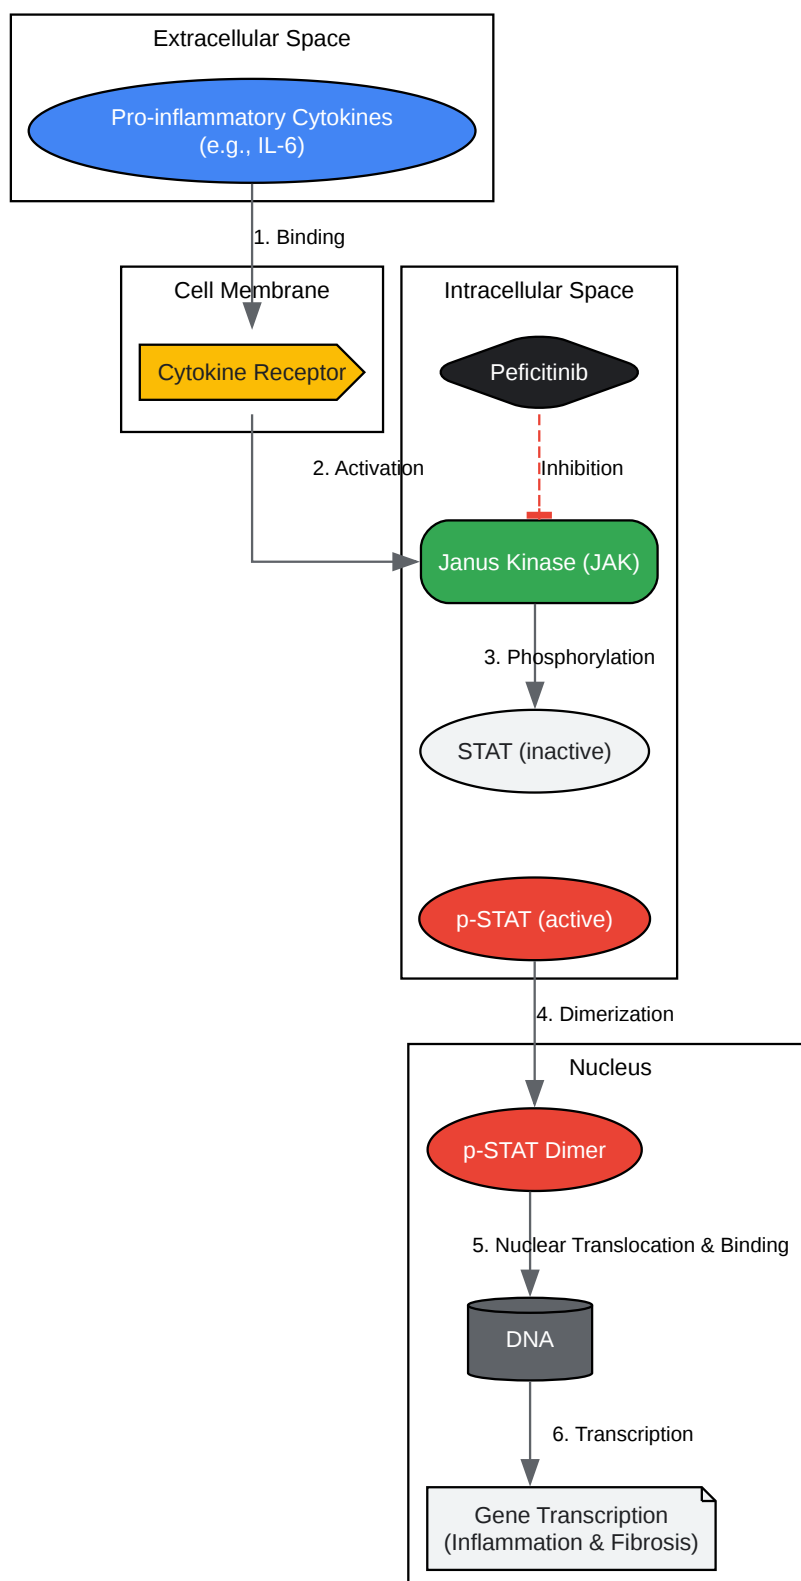 Extracellular Space
Pro-inflammatory Cytokines
(e.g., IL-6)
1. Binding
Cell Membrane
Intracellular Space
Cytokine Receptor
Peficitinib
2. Activation
Inhibition
Janus Kinase (JAK)
3. Phosphorylation
STAT (inactive)
p-STAT (active)
4. Dimerization
Nucleus
p-STAT Dimer
5. Nuclear Translocation & Binding
DNA
6. Transcription
Gene Transcription
(Inflammation & Fibrosis)